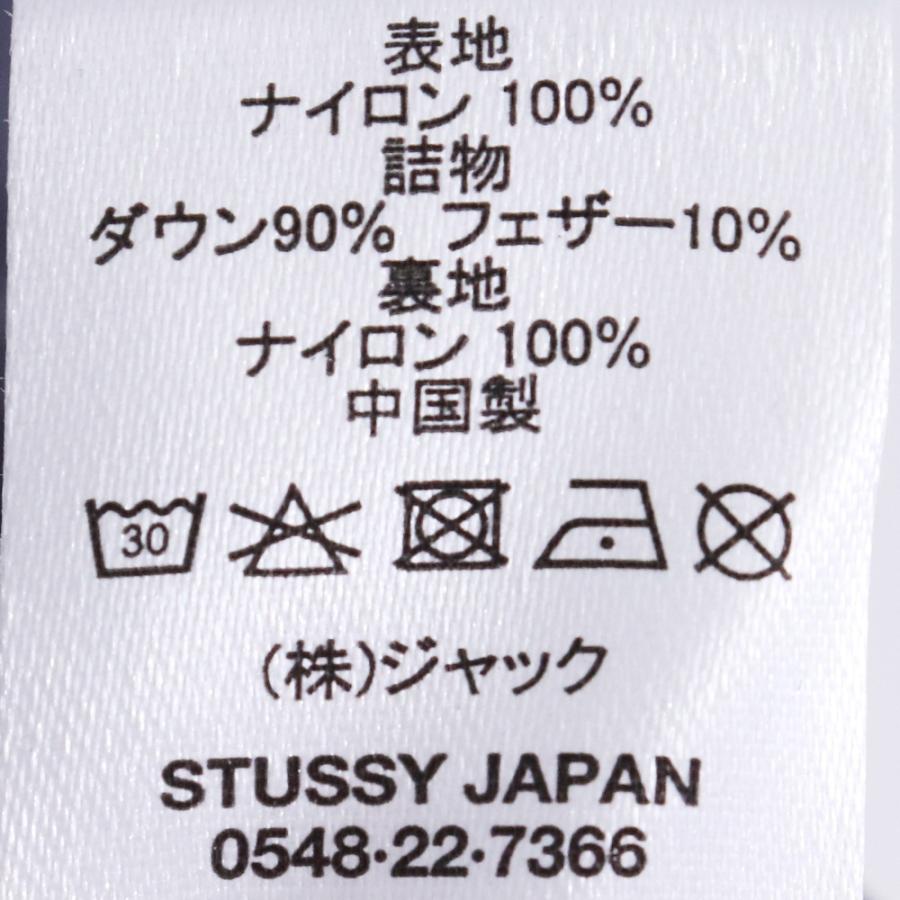 表地
ナイロン 100%
詰物
ダウン90% フェザー10%
裏地
ナイロン 100%
中国製
30
(株)ジャック
STUSSY JAPAN
0548·22·7366